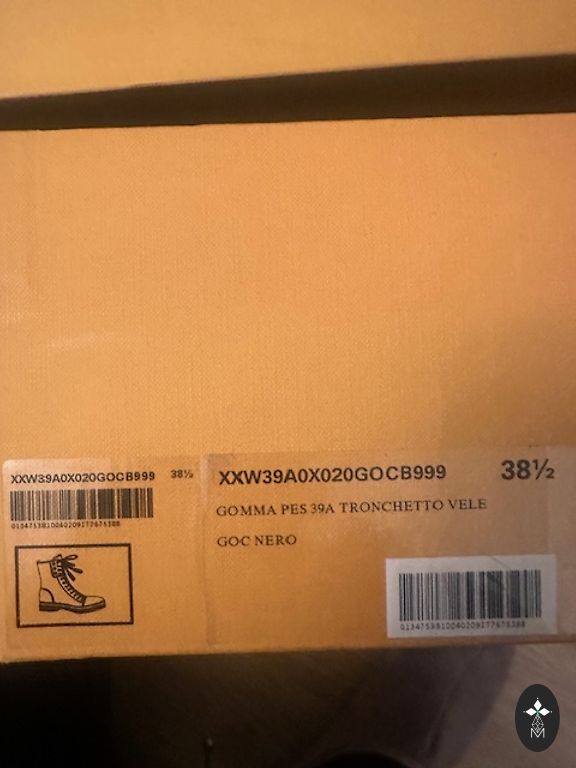 XXW39A0X020GOCB999 38½
XXW39A0X020GOCB999 38½
GOMMA PES 39A TRONCHETTO VELE
GOC NERO
M